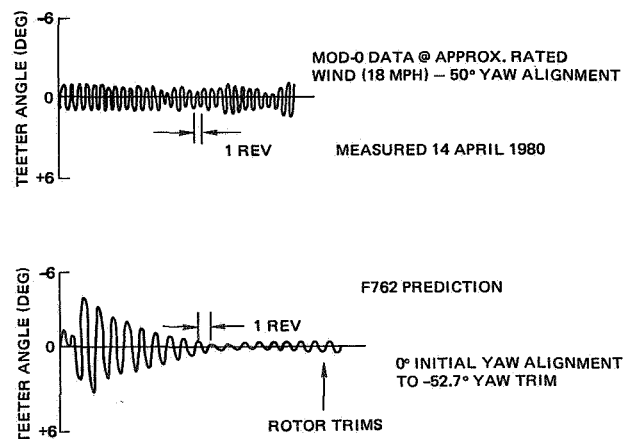 -6
TEETER ANGLE (DEG)
0
+6
MOD-0 DATA @ APPROX. RATED
WIND (18 MPH) – 50° YAW ALIGNMENT
1 REV
MEASURED 14 APRIL 1980
-6
TEETER ANGLE (DEG)
0
+6
F762 PREDICTION
1 REV
0° INITIAL YAW ALIGNMENT
TO -52.7° YAW TRIM
ROTOR TRIMS